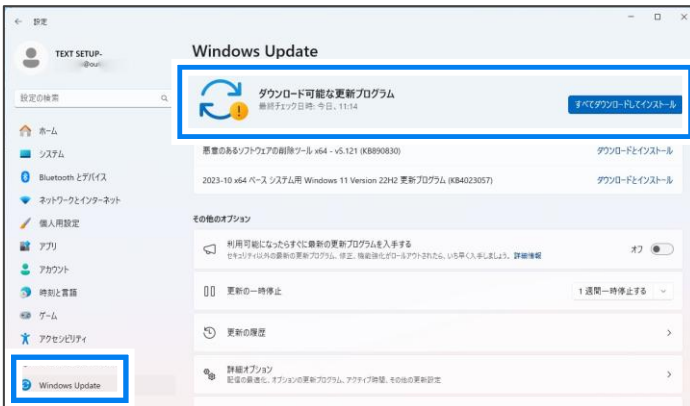 設定
TEXT SETUP-
Windows Update
設定の検索
ダウンロード可能な更新プログラム
最終チェック日時: 今日、11:14
すべてダウンロードしてインストール
ホーム
システム
Bluetooth とデバイス
ネットワークとインターネット
個人用設定
アプリ
アカウント
時刻と言語
ゲーム
アクセシビリティ
Windows Update
悪意のあるソフトウェアの削除ツール x64 - v5.121 (KB890830)
ダウンロードとインストール
2023-10 x64 ベース システム用 Windows 11 Version 22H2 更新プログラム (KB4023057)
ダウンロードとインストール
その他のオプション
利用可能になったらすぐに最新の更新プログラムを入手する
セキュリティ以外の最新の更新プログラム、修正、機能強化がロールアウトされたら、いち早く入手しましょう。 詳細情報
オフ
更新の一時停止
1 週間一時停止する
更新の履歴
詳細オプション
配信の最適化、オプションの更新プログラム、アクティブ時間、その他の更新設定